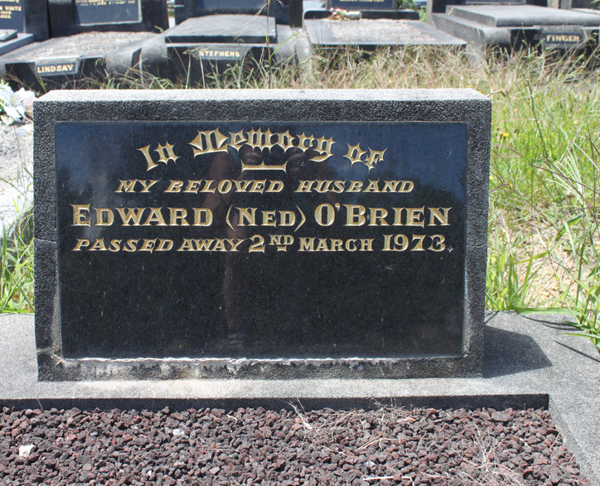 LINDSAY
STEPHENS
FINGER
In Memory of
MY BELOVED HUSBAND
EDWARD (NED) O'BRIEN
PASSED AWAY 2ND MARCH 1973.